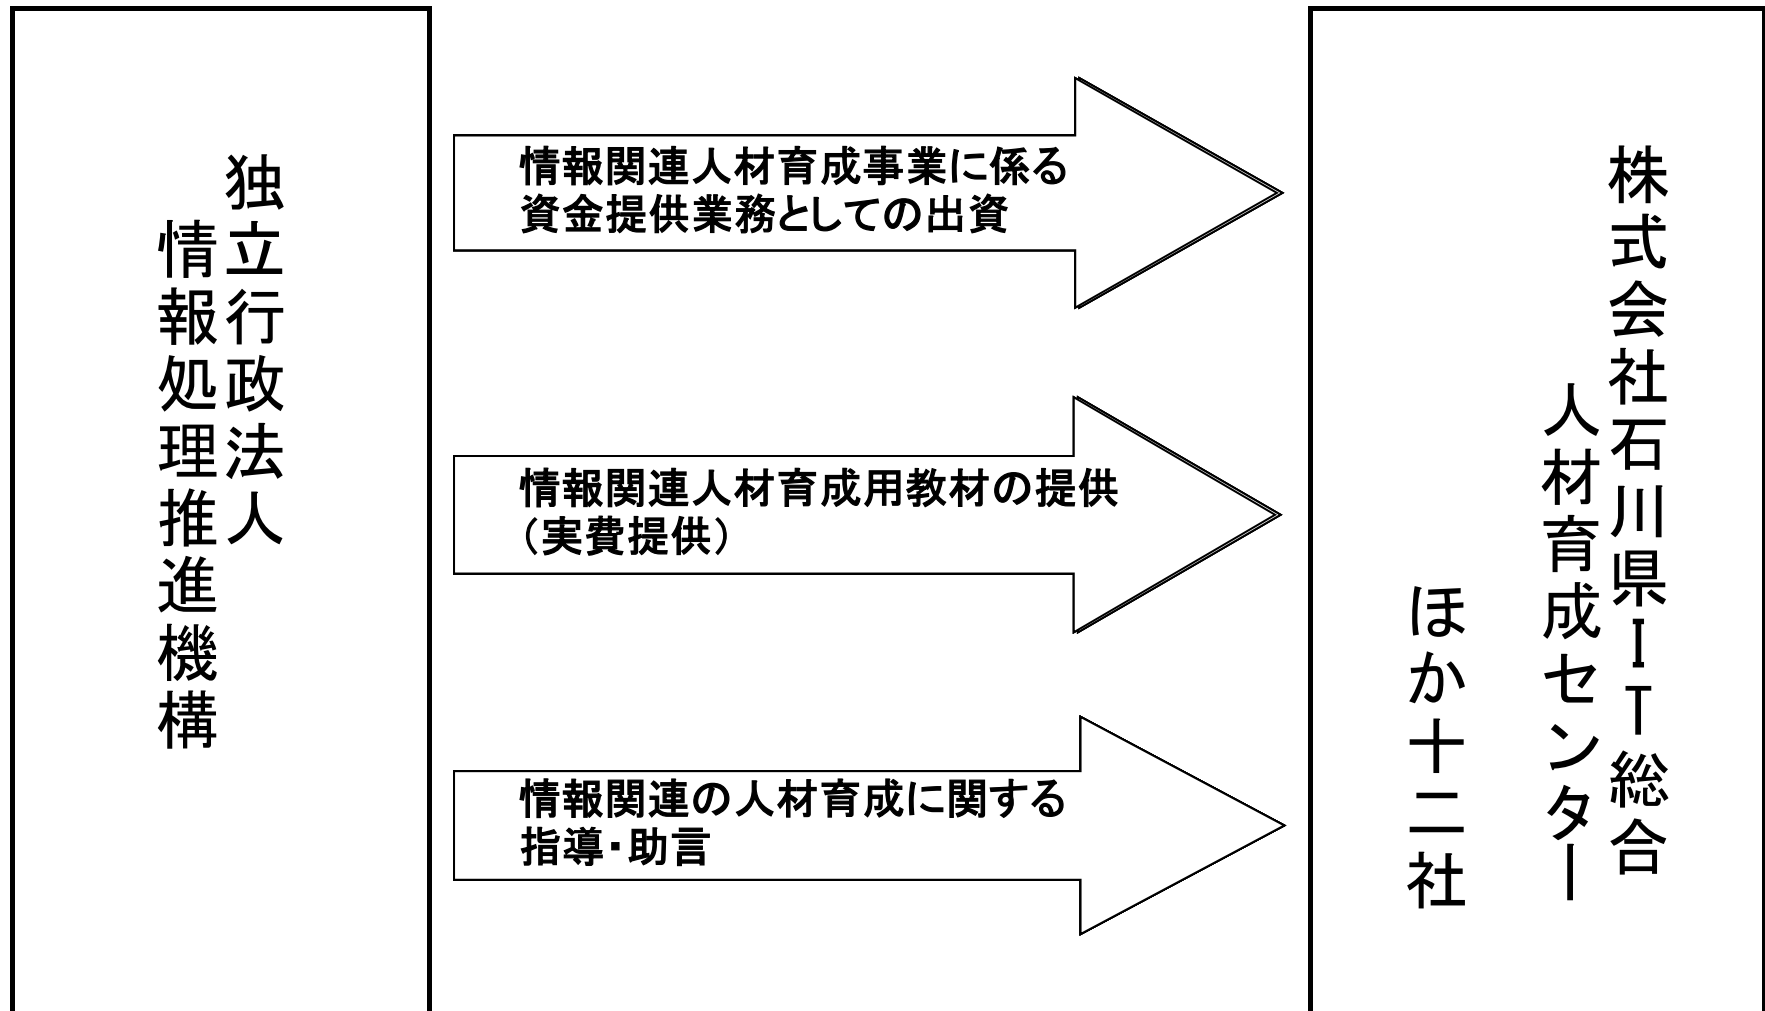 独立行政法人
情報処理推進機構
情報関連人材育成事業に係る
資金提供業務としての出資
情報関連人材育成用教材の提供
（実費提供）
情報関連の人材育成に関する
指導・助言
株式会社石川県ＩＴ総合
人材育成センター
ほか十二社